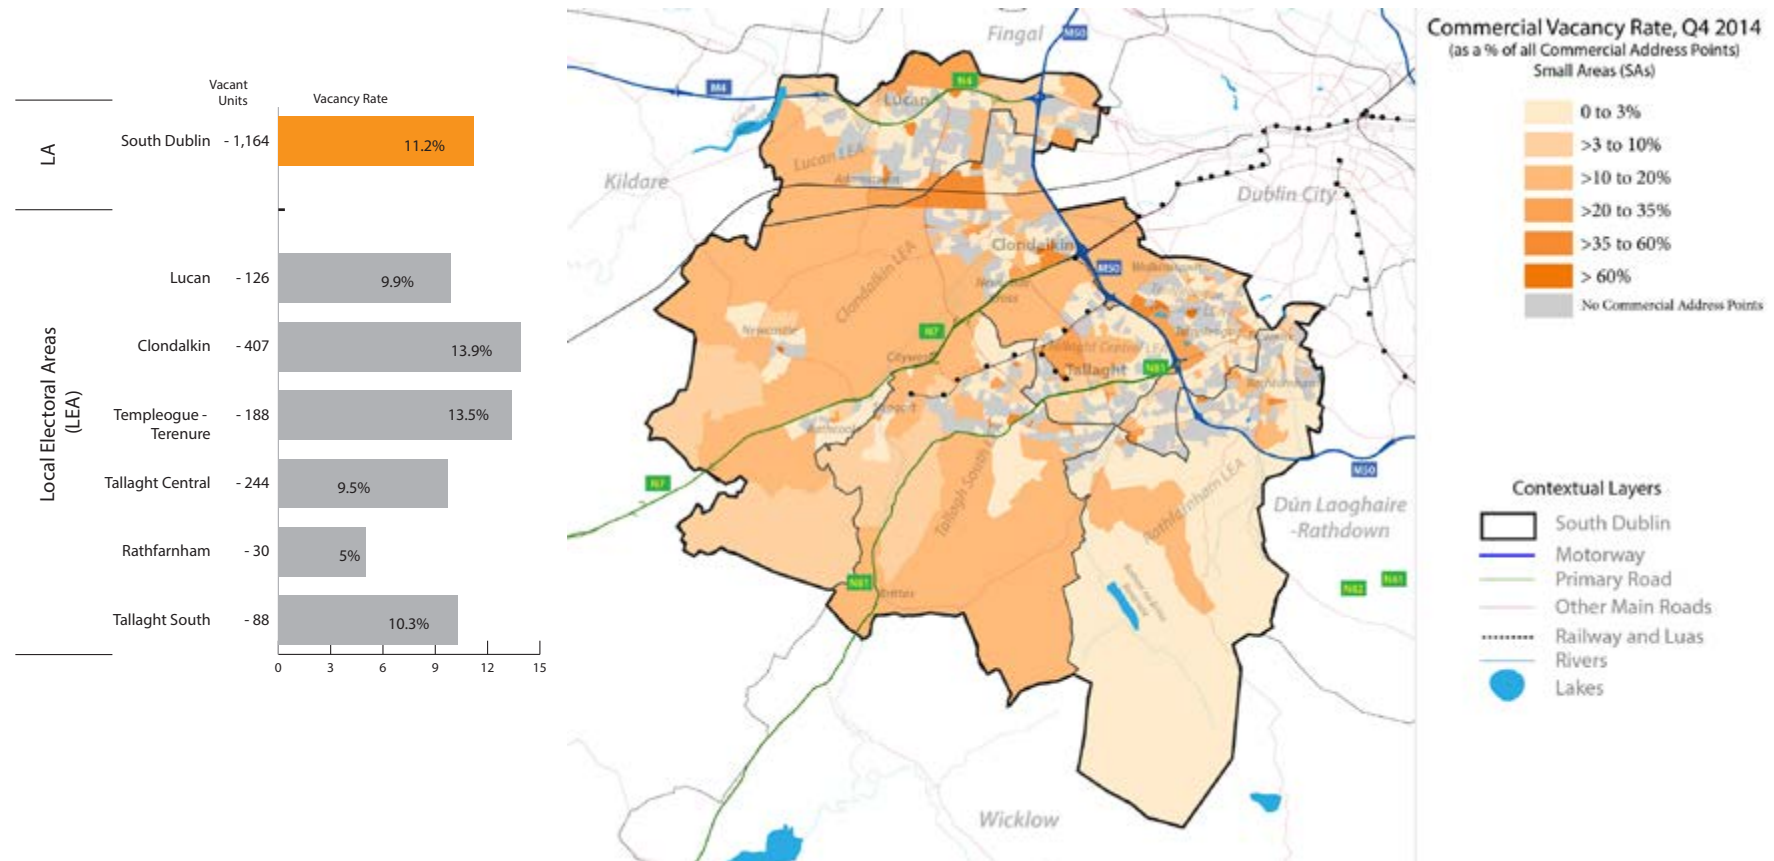 Vacant
Units
Vacancy Rate
LA
South Dublin - 1,164
11.2%
Local Electoral Areas
(LEA)
Lucan - 126
9.9%
Clondalkin - 407
13.9%
Templeogue -
Terenure
- 188
13.5%
Tallaght Central - 244
9.5%
Rathfarnham - 30
5%
Tallaght South - 88
10.3%
0 3 6 9 12 15
Fingal
M50
M4
N4
Lucan
Lucan LEA
Kildare
Dublin City
Clondalkin
Clondalkin LEA
M50
Newcastle
N7
Citywest
Tallaght Central LEA
Tallaght
N81
Rathcoole
N7
M50
Rathfarnham LEA
Dún Laoghaire
-Rathdown
N81
Brittas
N82
N81
Wicklow
Commercial Vacancy Rate, Q4 2014
(as a % of all Commercial Address Points)
Small Areas (SAs)
0 to 3%
>3 to 10%
>10 to 20%
>20 to 35%
>35 to 60%
> 60%
No Commercial Address Points
Contextual Layers
South Dublin
Motorway
Primary Road
Other Main Roads
Railway and Luas
Rivers
Lakes